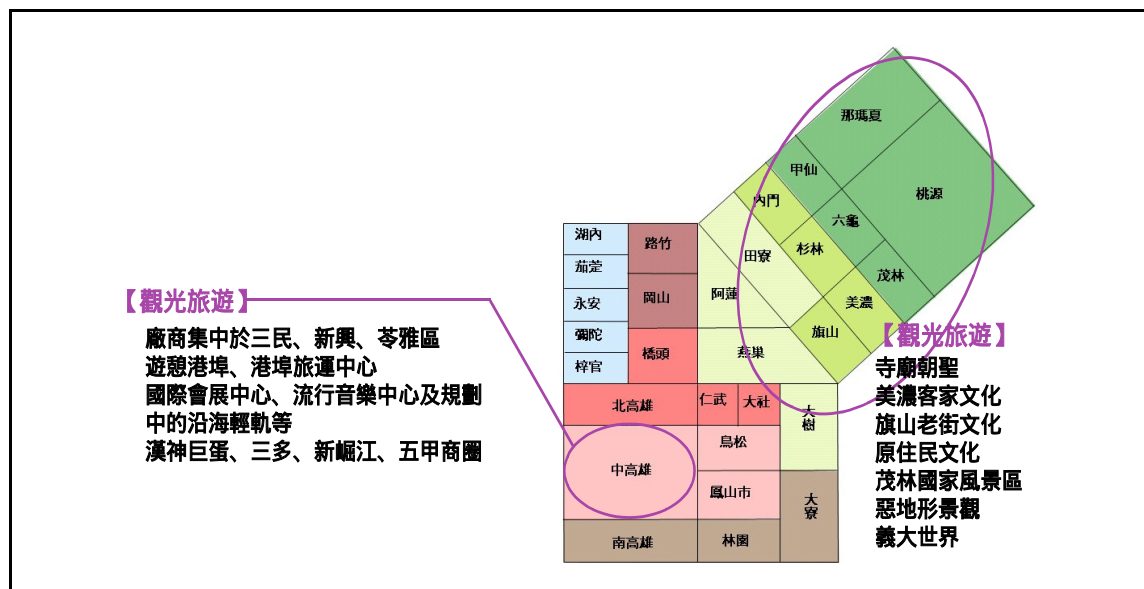 那瑪夏
甲仙
桃源
內門
六龜
湖內
路竹
杉林
田寮
茄萣
茂林
阿蓮
岡山
美濃
永安
【觀光旅遊】
廠商集中於三民、新興、苓雅區
遊憩港埠、港埠旅運中心
國際會展中心、流行音樂中心及規劃
中的沿海輕軌等
漢神巨蛋、三多、新崛江、五甲商圈
彌陀
旗山
橋頭
燕巢
梓官
北高雄
仁武
大社
大樹
鳥松
中高雄
鳳山市
大寮
南高雄
林園
【觀光旅遊】
寺廟朝聖
美濃客家文化
旗山老街文化
原住民文化
茂林國家風景區
惡地形景觀
義大世界